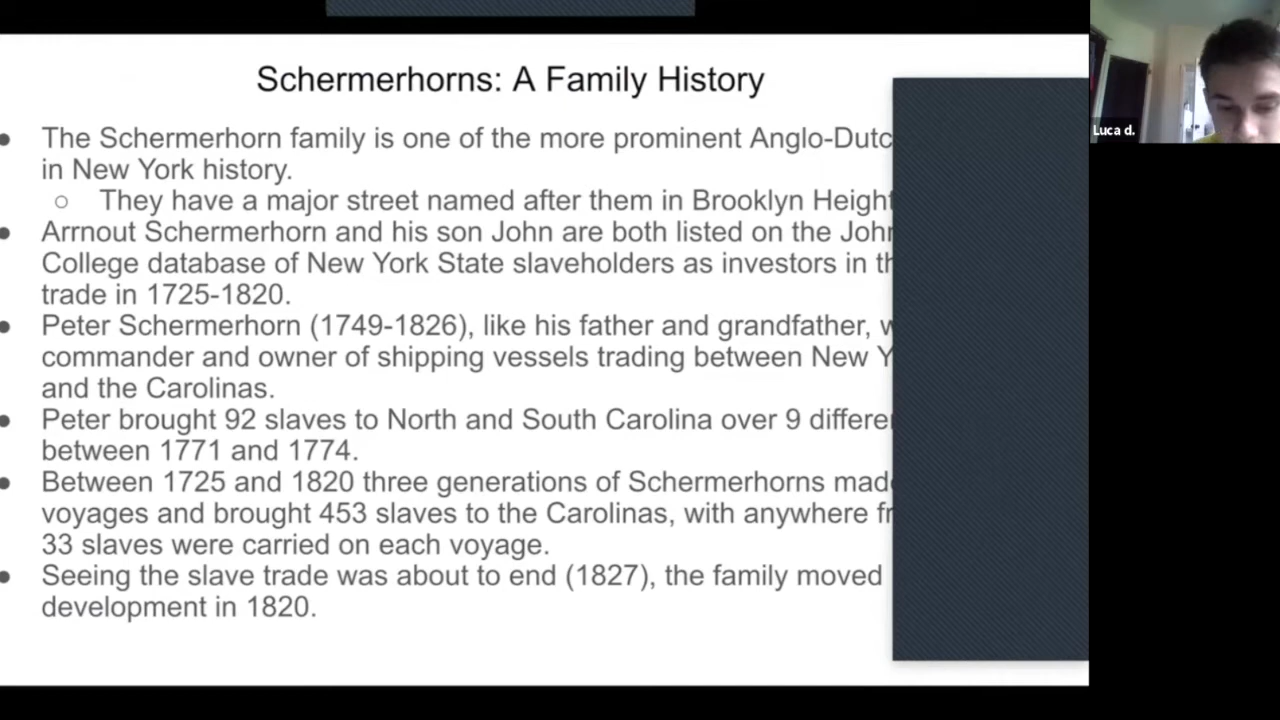 Schermerhorns: A Family History
● The Schermerhorn family is one of the more prominent Anglo-Dutc
in New York history.
○ They have a major street named after them in Brooklyn Height
● Arrnout Schermerhorn and his son John are both listed on the John
College database of New York State slaveholders as investors in th
trade in 1725-1820.
● Peter Schermerhorn (1749-1826), like his father and grandfather, w
commander and owner of shipping vessels trading between New Y
and the Carolinas.
● Peter brought 92 slaves to North and South Carolina over 9 differen
between 1771 and 1774.
● Between 1725 and 1820 three generations of Schermerhorns made
voyages and brought 453 slaves to the Carolinas, with anywhere fr
33 slaves were carried on each voyage.
● Seeing the slave trade was about to end (1827), the family moved
development in 1820.
Luca d.